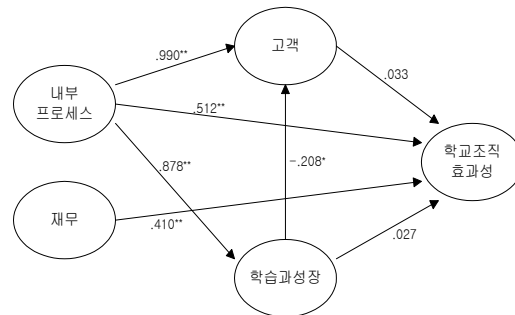 고객
.990**
.033
내부
프로세스
.512**
학교조직
효과성
.878**
-.208*
재무
.410**
.027
학습과성장